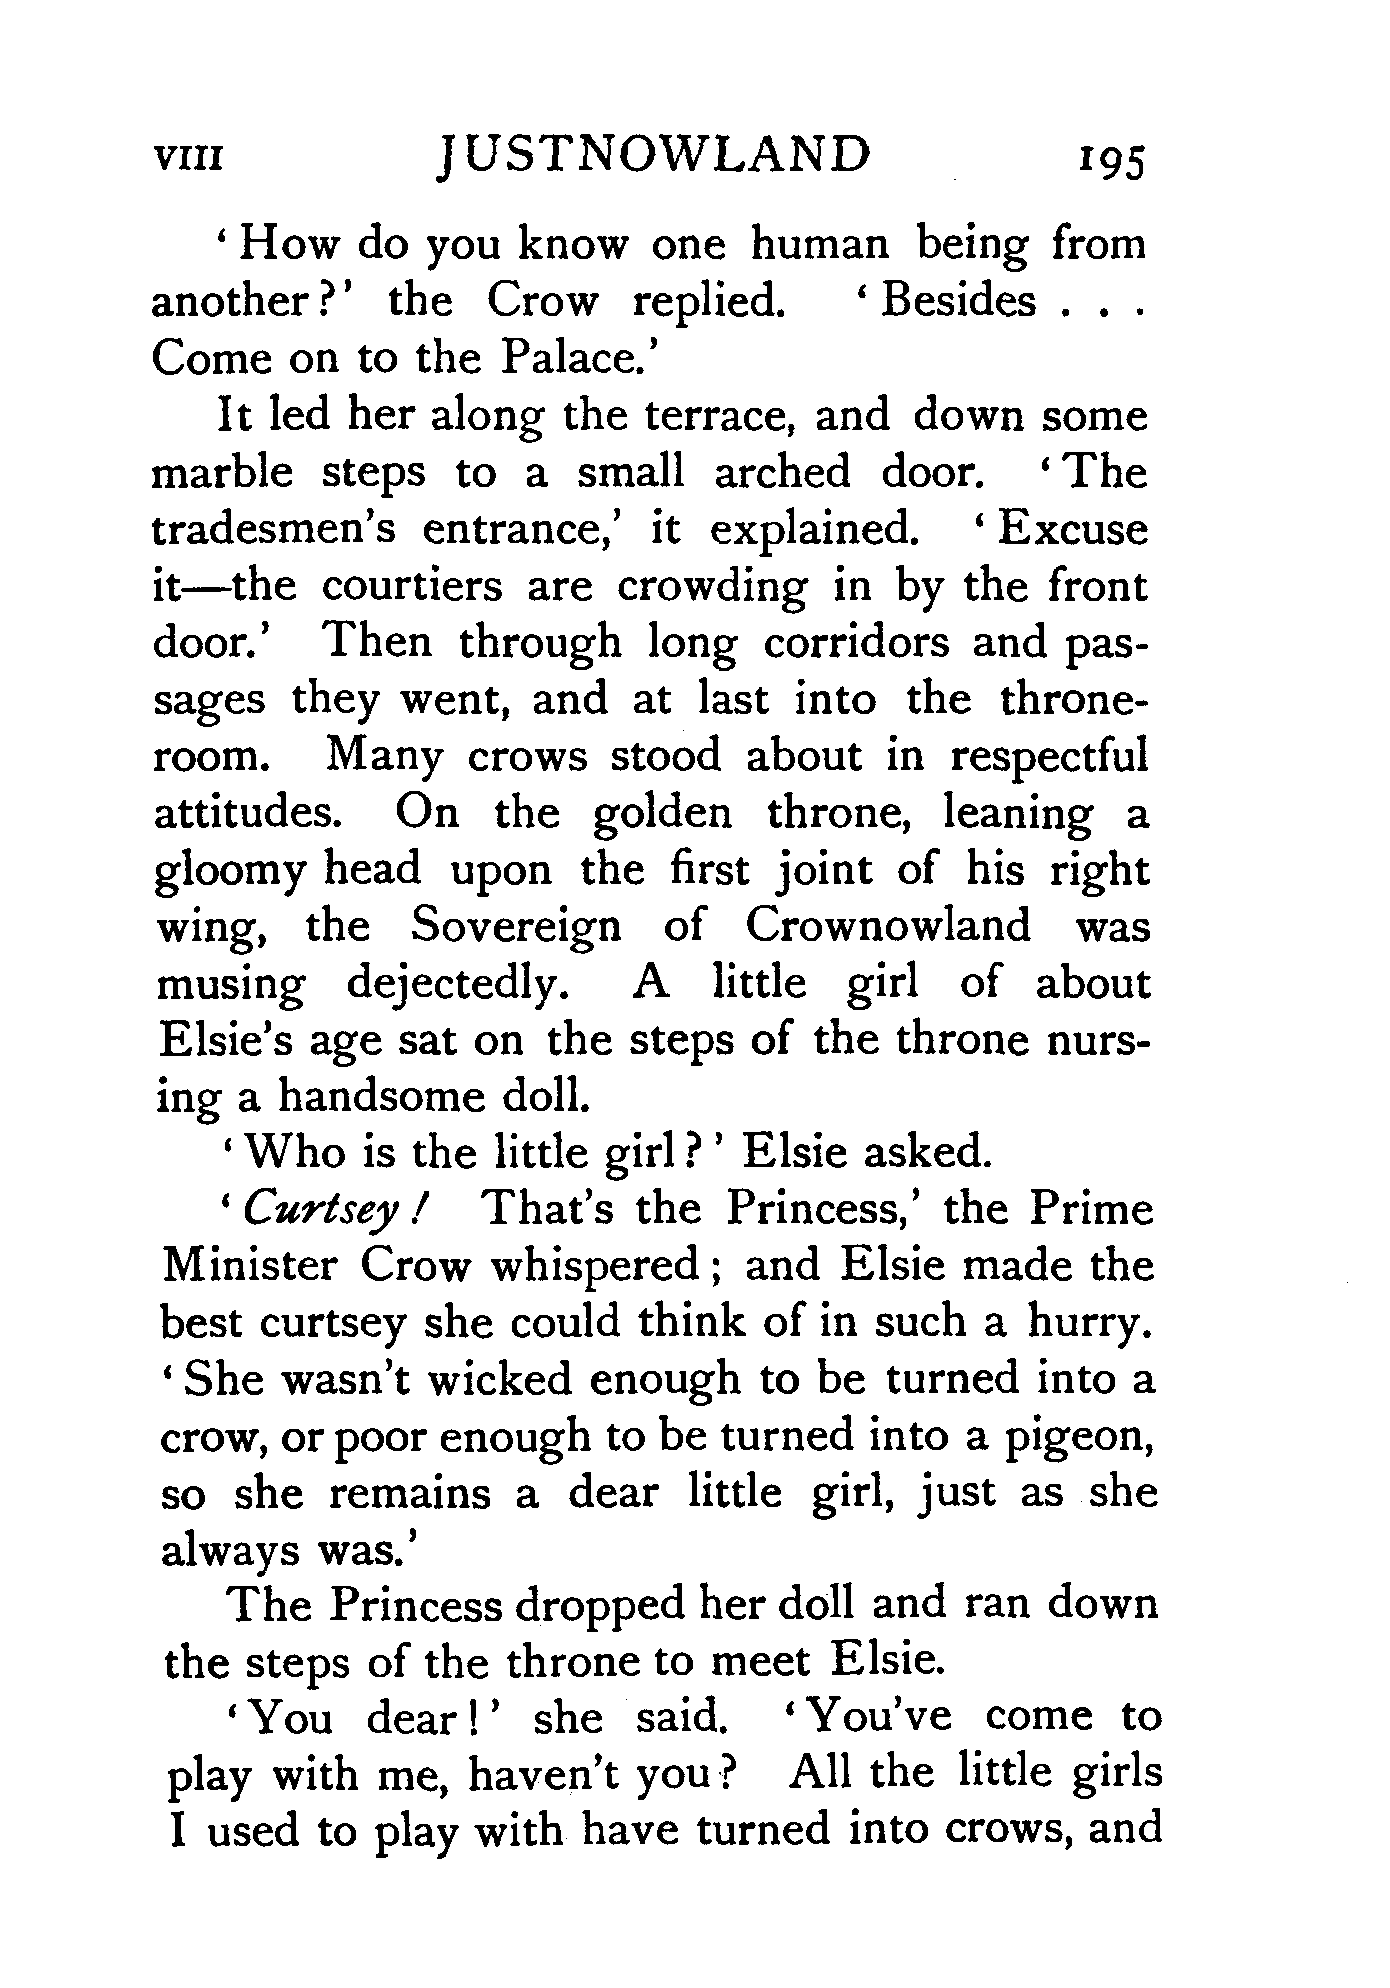 VIII JUSTNOWLAND 195
‘ How do you know one human being from
another?’ the Crow replied. ‘ Besides . . .
Come on to the Palace.’
It led her along the terrace, and down some
marble steps to a small arched door. ‘ The
tradesmen's entrance,’ it explained. ‘ Excuse
it—the courtiers are crowding in by the front
door.’ Then through long corridors and pas-
sages they went, and at last into the throne-
room. Many crows stood about in respectful
attitudes. On the golden throne, leaning a
gloomy head upon the first joint of his right
wing, the Sovereign of Crownowland was
musing dejectedly. A little girl of about
Elsie's age sat on the steps of the throne nurs-
ing a handsome doll.
‘ Who is the little girl? ’ Elsie asked.
‘ Curtsey ! That's the Princess,’ the Prime
Minister Crow whispered ; and Elsie made the
best curtsey she could think of in such a hurry.
‘ She wasn't wicked enough to be turned into a
crow, or poor enough to be turned into a pigeon,
so she remains a dear little girl, just as she
always was.’
The Princess dropped her doll and ran down
the steps of the throne to meet Elsie.
‘ You dear! ’ she said. ‘ You've come to
play with me, haven't you? All the little girls
I used to play with have turned into crows, and